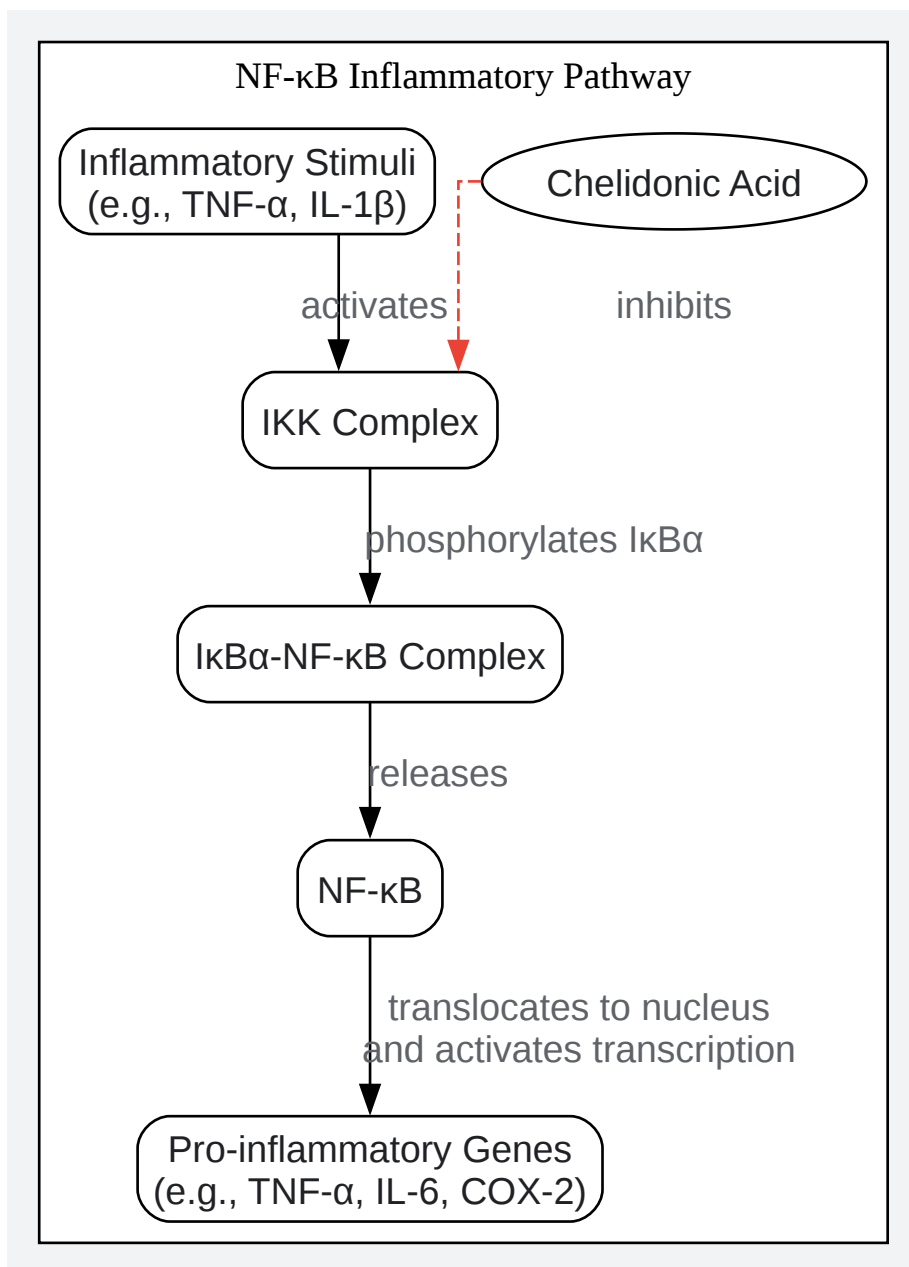 NF-κB Inflammatory Pathway
Inflammatory Stimuli
(e.g., TNF-α, IL-1β)
Chelidonic Acid
activates
inhibits
IKK Complex
phosphorylates IκBα
IκBα-NF-κB Complex
releases
NF-κB
translocates to nucleus
and activates transcription
Pro-inflammatory Genes
(e.g., TNF-α, IL-6, COX-2)